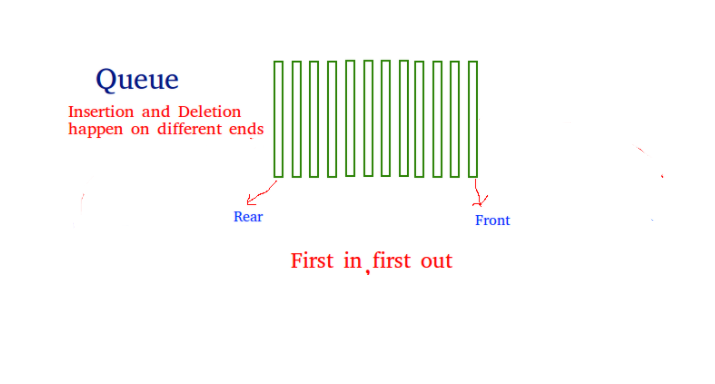 Queue
Insertion and Deletion
happen on different ends
Rear
Front
First in, first out